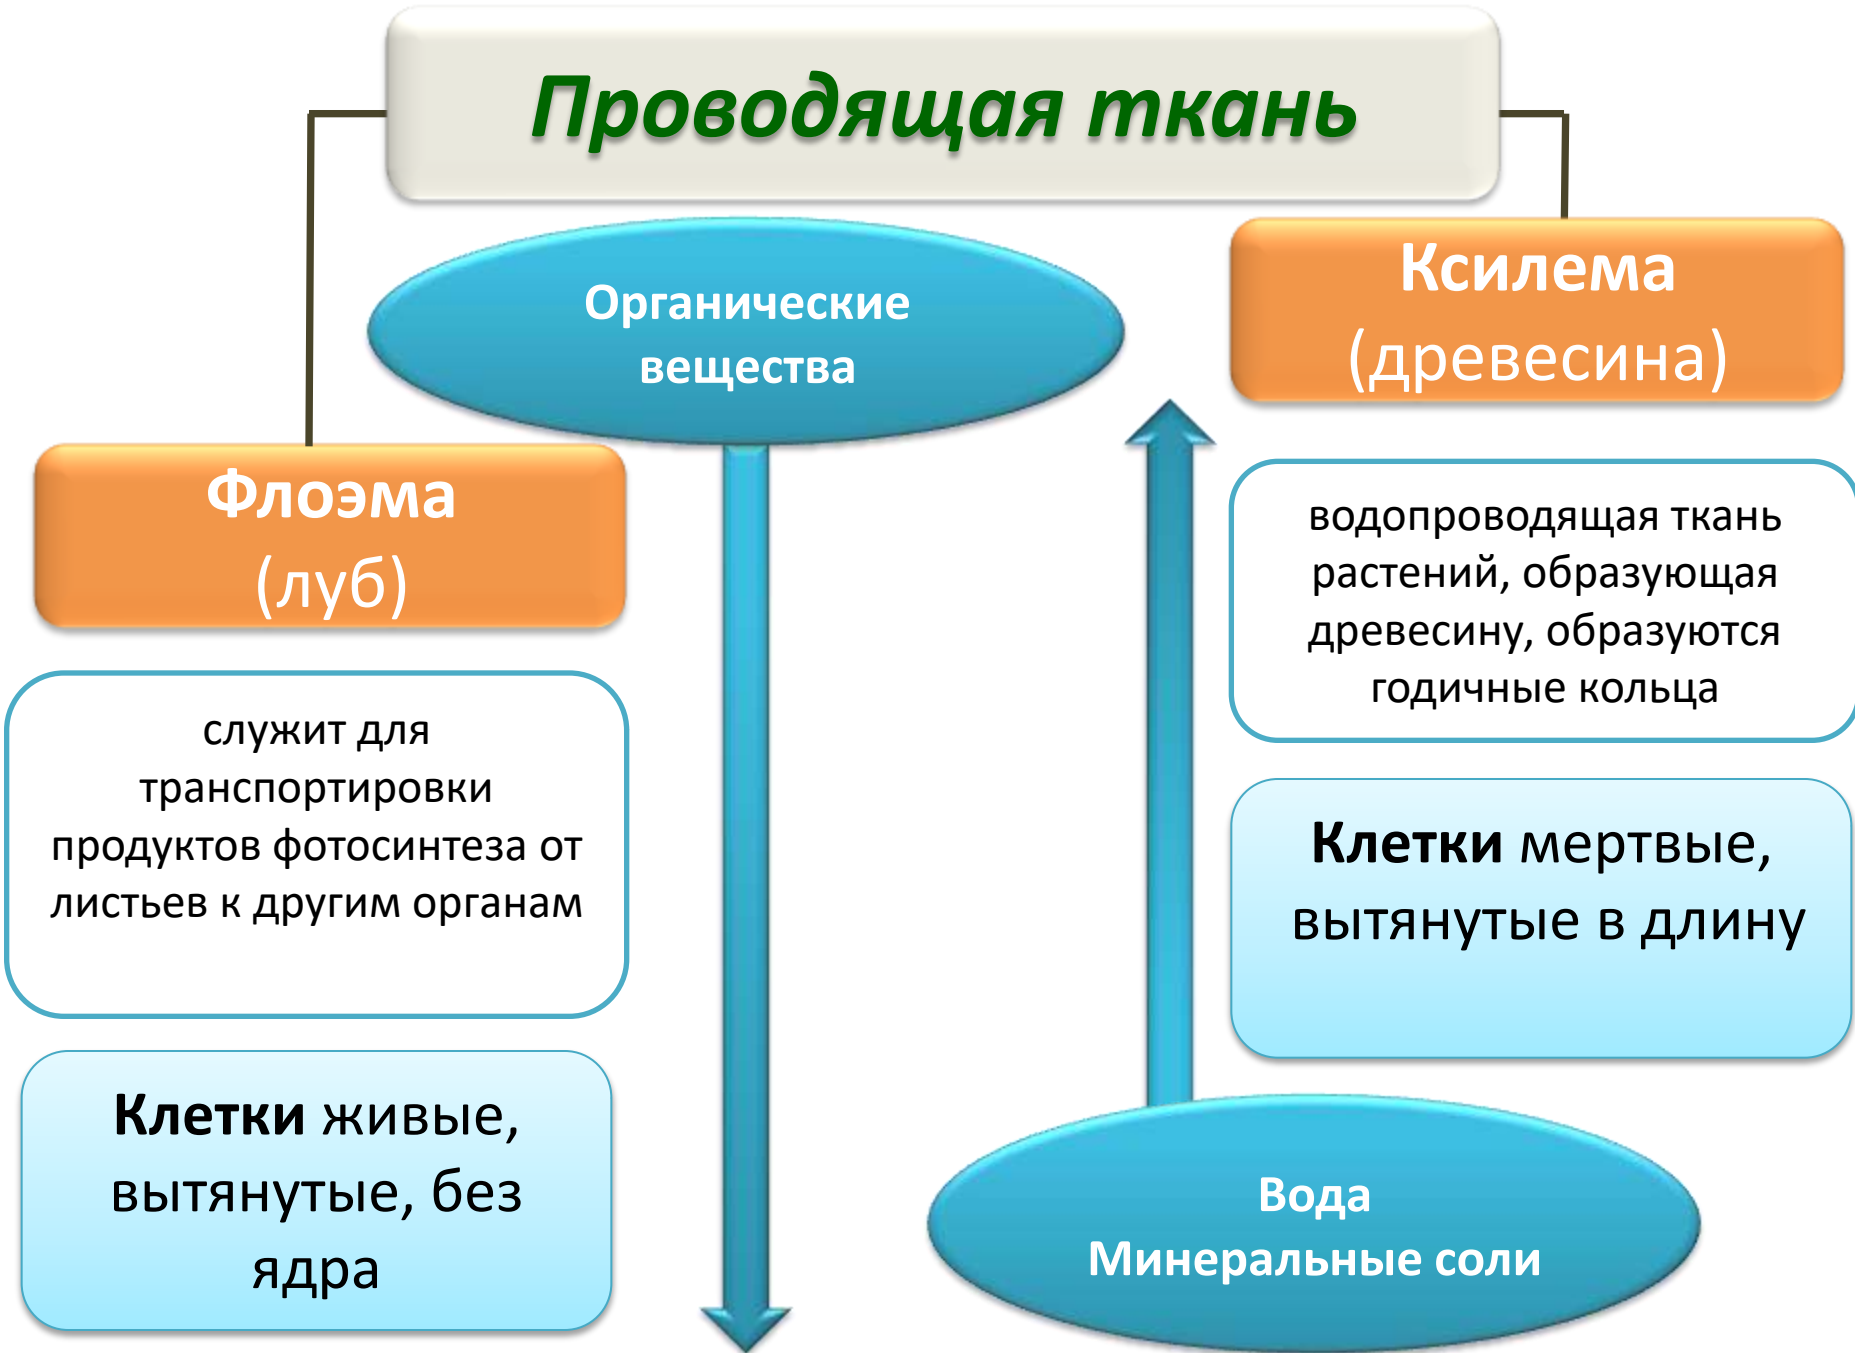 Проводящая ткань
Органические
вещества
Ксилема
(древесина)
Флоэма
(луб)
водопроводящая ткань
растений, образующая
древесину, образуются
годичные кольца
служит для
транспортировки
продуктов фотосинтеза от
листьев к другим органам
Клетки мертвые,
вытянутые в длину
Клетки живые,
вытянутые, без
ядра
Вода
Минеральные соли